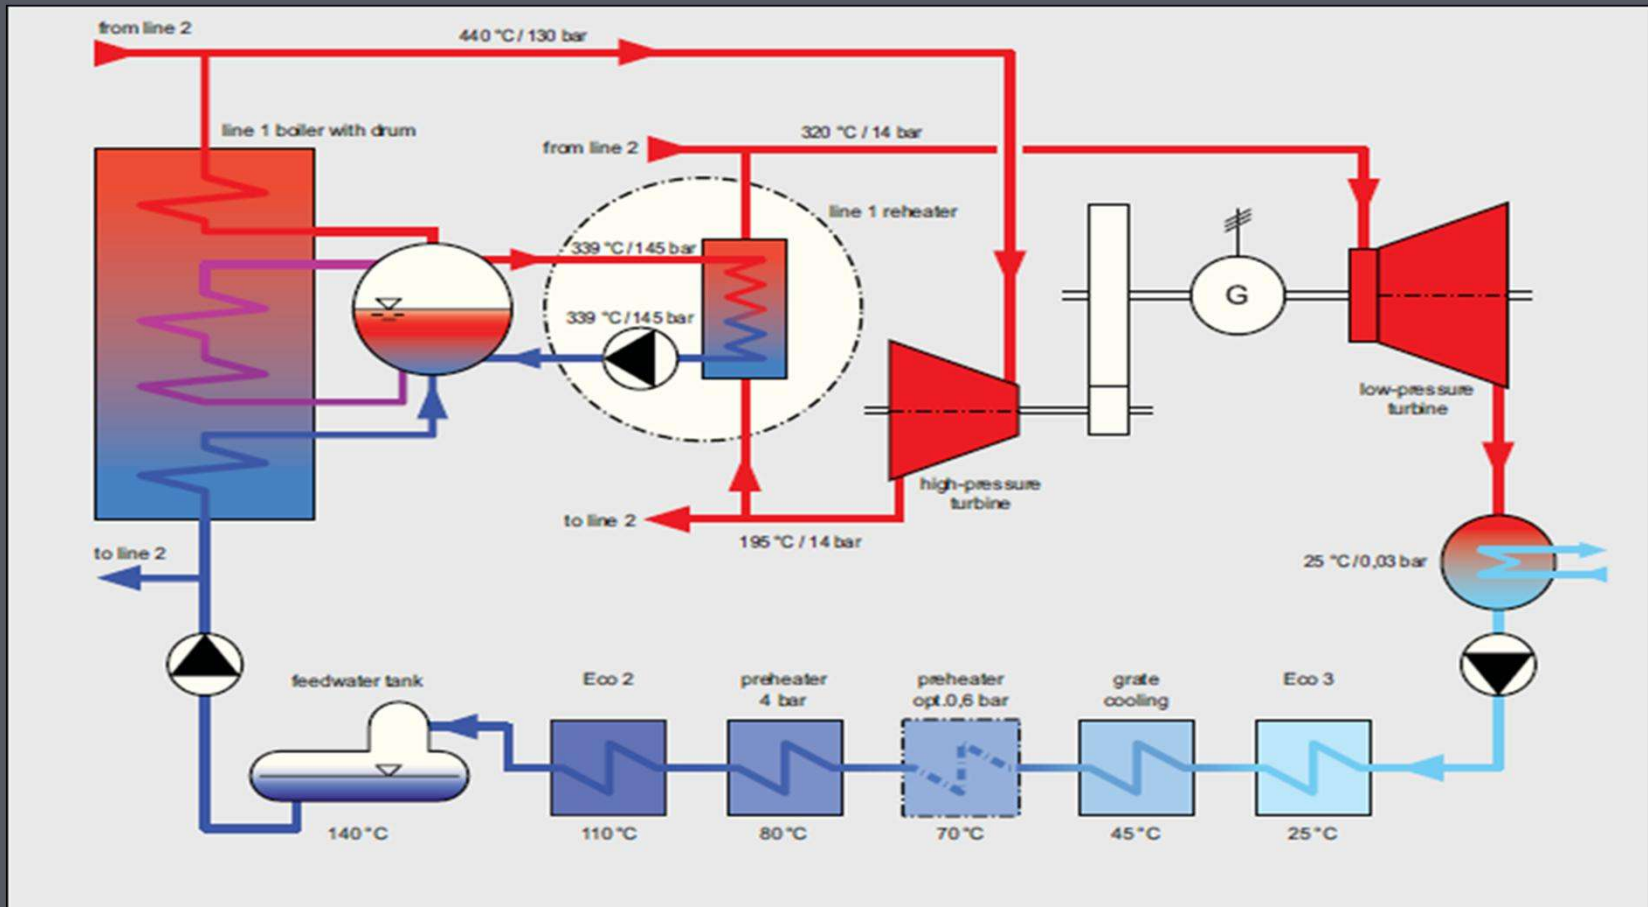 from line 2
440 °C / 130 bar
line 1 boiler with drum
from line 2
320 °C / 14 bar
line 1 reheater
339 °C / 145 bar
339 °C / 145 bar
G
low-pressure
turbine
high-pressure
turbine
to line 2
195 °C / 14 bar
to line 2
25 °C/0,03 bar
feedwater tank
Eco 2
preheater
4 bar
preheater
opt.0,6 bar
grate
cooling
Eco 3
140°C
110°C
80°C
70°C
45°C
25°C